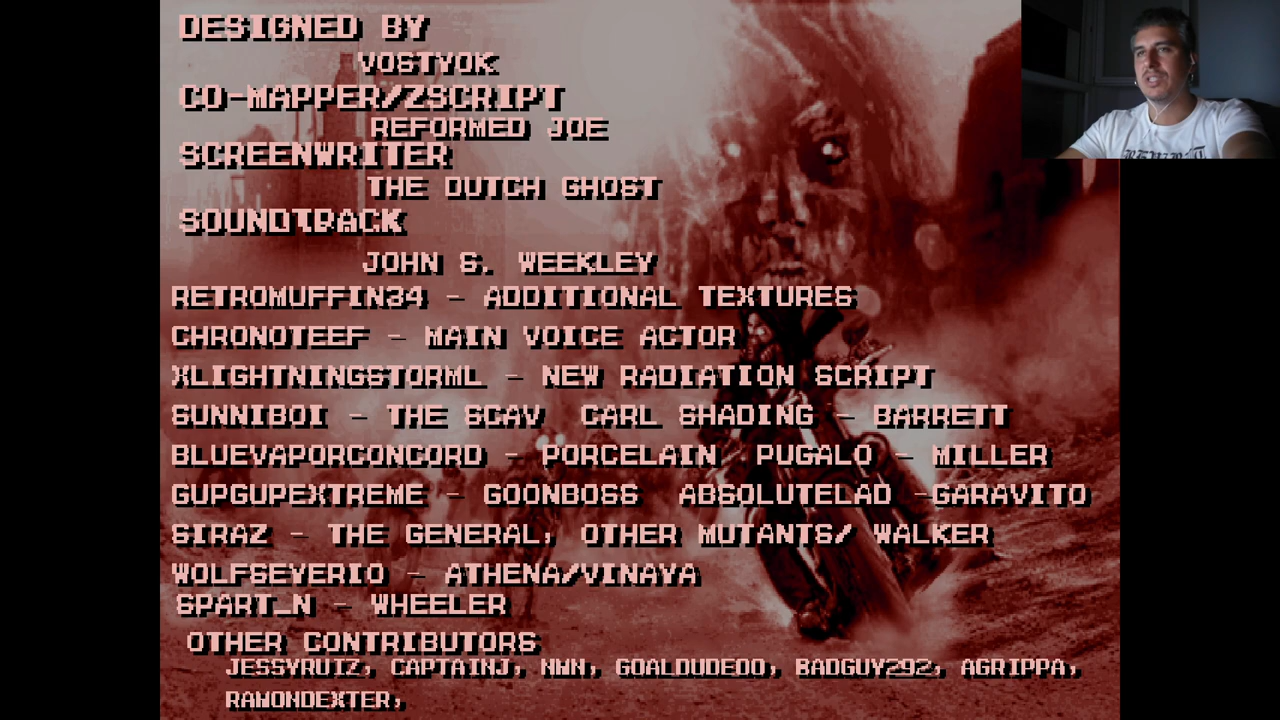 DESIGNED BY
VOSTYOK
CO-MAPPER/ZSCRIPT
REFORMED JOE
SCREENWRITER
THE DUTCH GHOST
SOUNDTRACK
JOHN S. WEEKLEY
RETROMUFFIN34 - ADDITIONAL TEXTURES
CHRONOTEEF - MAIN VOICE ACTOR
XLIGHTNINGSTORML - NEW RADIATION SCRIPT
SUNNIBOI - THE SCAV CARL SHADING - BARRETT
BLUEVAPORCONCORD - PORCELAIN PUGALO - MILLER
GUPGUPEXTREME - GOONBOSS ABSOLUTELAD -GARAVITO
SIRAZ - THE GENERAL, OTHER MUTANTS/ WALKER
WOLFSEVERIO - ATHENA/VINAYA
SPART_N - WHEELER
OTHER CONTRIBUTORS
JESSYRUIZ, CAPTAINJ, NWN, GOALDUDEOO, BADGUY292, AGRIPPA,
RAWONDEXTER,